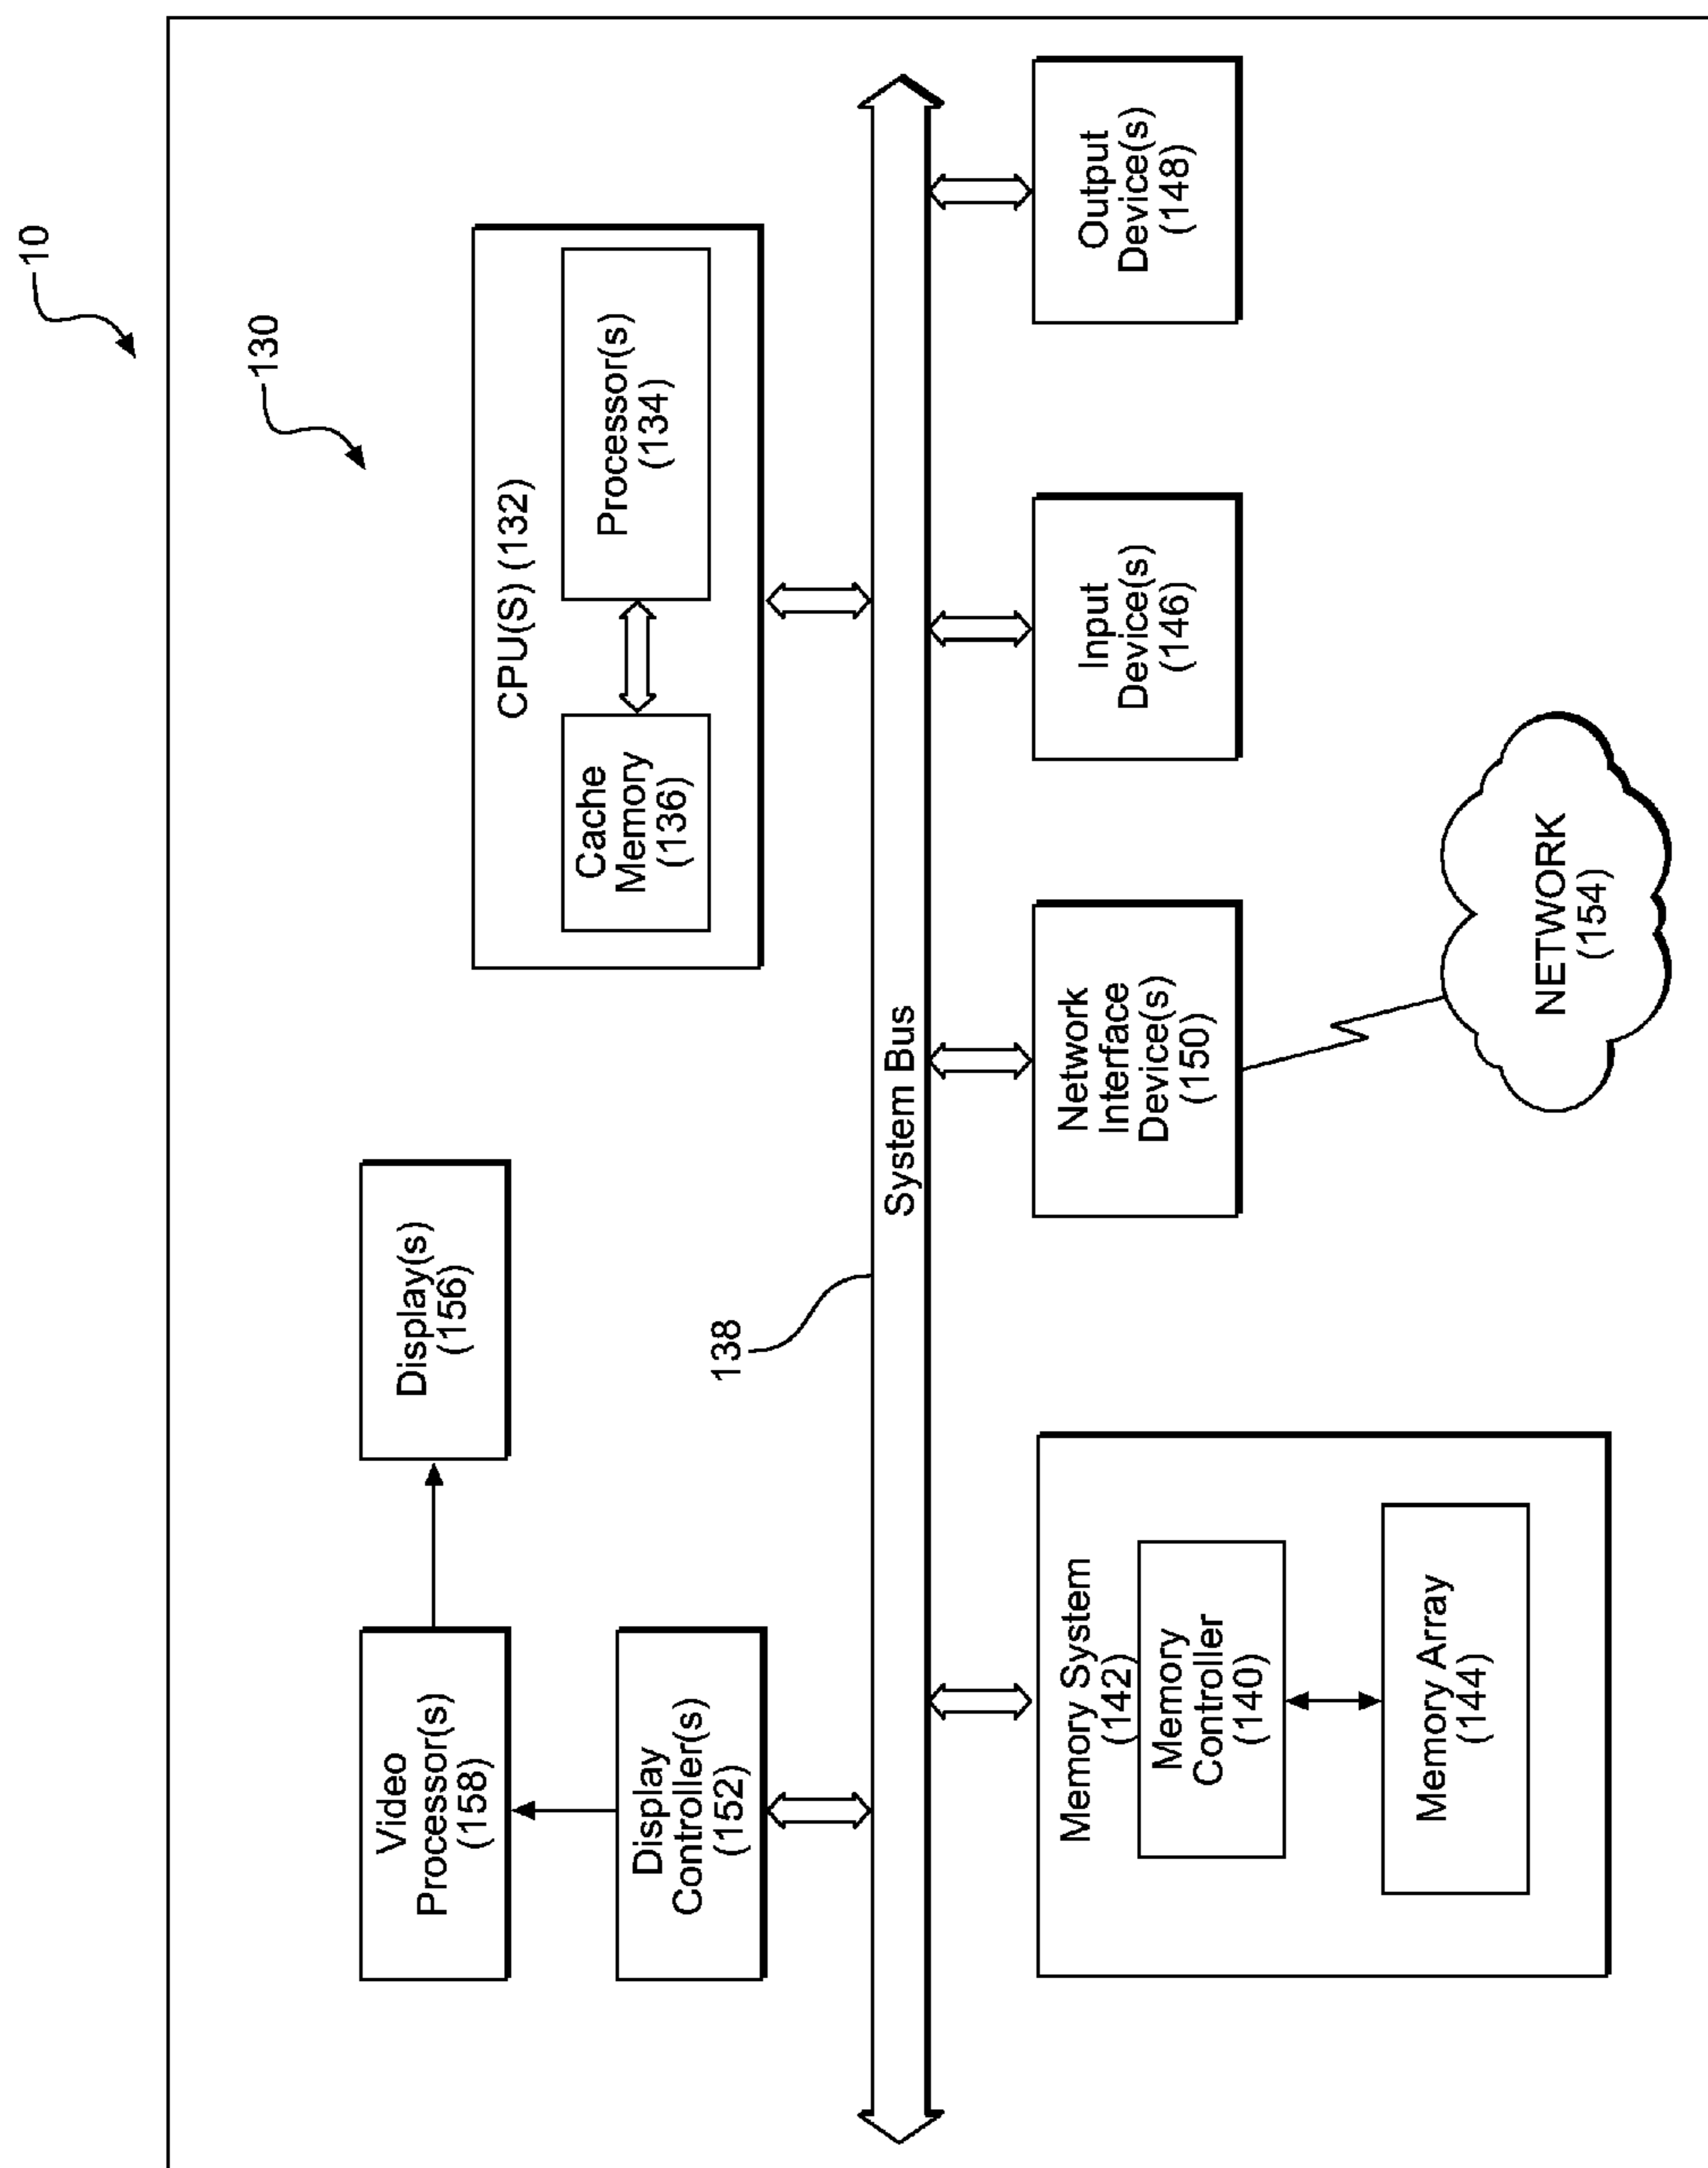 10
130
CPU(S) (132)
Cache
Memory
(136)
Processor(s)
(134)
Video
Processor(s)
(158)
Display(s)
(156)
Display
Controller(s)
(152)
138
System Bus
Memory System
(142)
Memory
Controller
(140)
Memory Array
(144)
Network
Interface
Device(s)
(150)
Input
Device(s)
(146)
Output
Device(s)
(148)
NETWORK
(154)